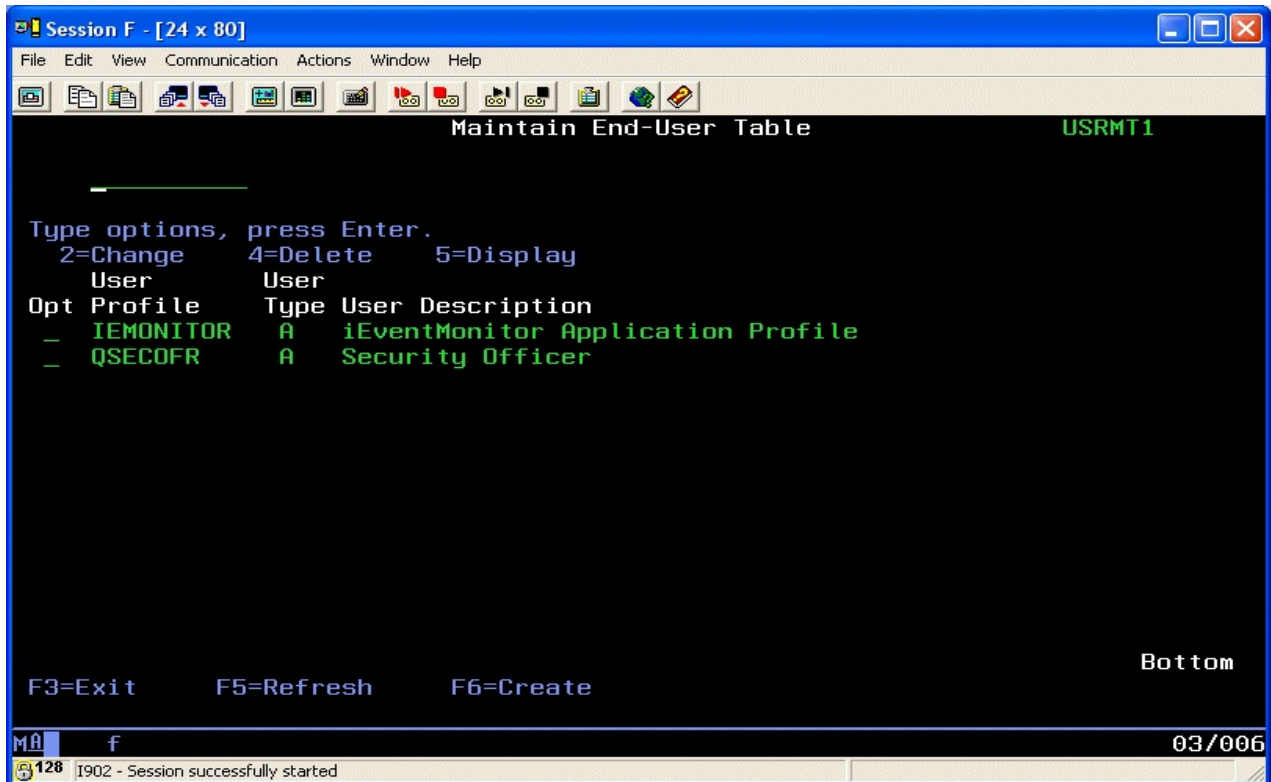 Session F - [24 x 80]
File Edit View Communication Actions Window Help
Maintain End-User Table USRMT1
Type options, press Enter.
2=Change 4=Delete 5=Display
User User
Opt Profile Type User Description
_ IEMONITOR A iEventMonitor Application Profile
_ QSECOFR A Security Officer
Bottom
F3=Exit F5=Refresh F6=Create
MA f 03/006
128 I902 - Session successfully started